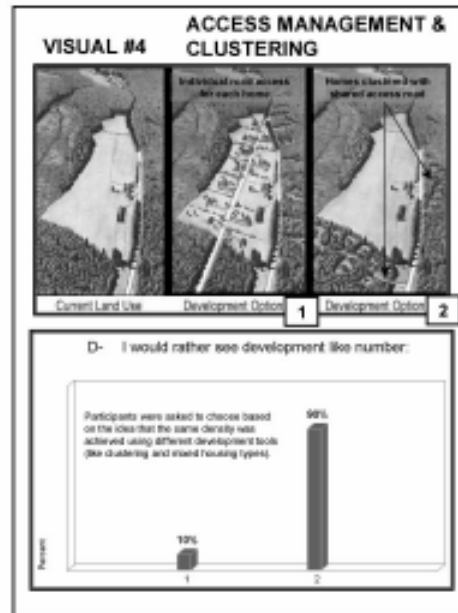 VISUAL #4
ACCESS MANAGEMENT &
CLUSTERING
Individual road access
for each home
Homes clustered with
shared access road
Current Land Use
Development Option
1
Development Option
2
D- I would rather see development like number:
Participants were asked to choose based
on the idea that the same density was
achieved using different development tools
(like clustering and mixed housing types).
90%
10%
Percent
1
2